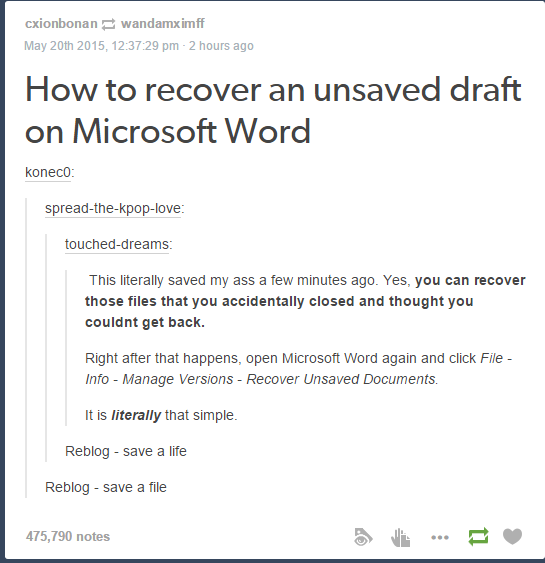 cxionbonan wandamximff
May 20th 2015, 12:37:29 pm · 2 hours ago
How to recover an unsaved draft
on Microsoft Word
konec0:
spread-the-kpop-love:
touched-dreams:
This literally saved my ass a few minutes ago. Yes, you can recover
those files that you accidentally closed and thought you
couldnt get back.
Right after that happens, open Microsoft Word again and click File -
Info - Manage Versions - Recover Unsaved Documents.
It is literally that simple.
Reblog - save a life
Reblog - save a file
475,790 notes